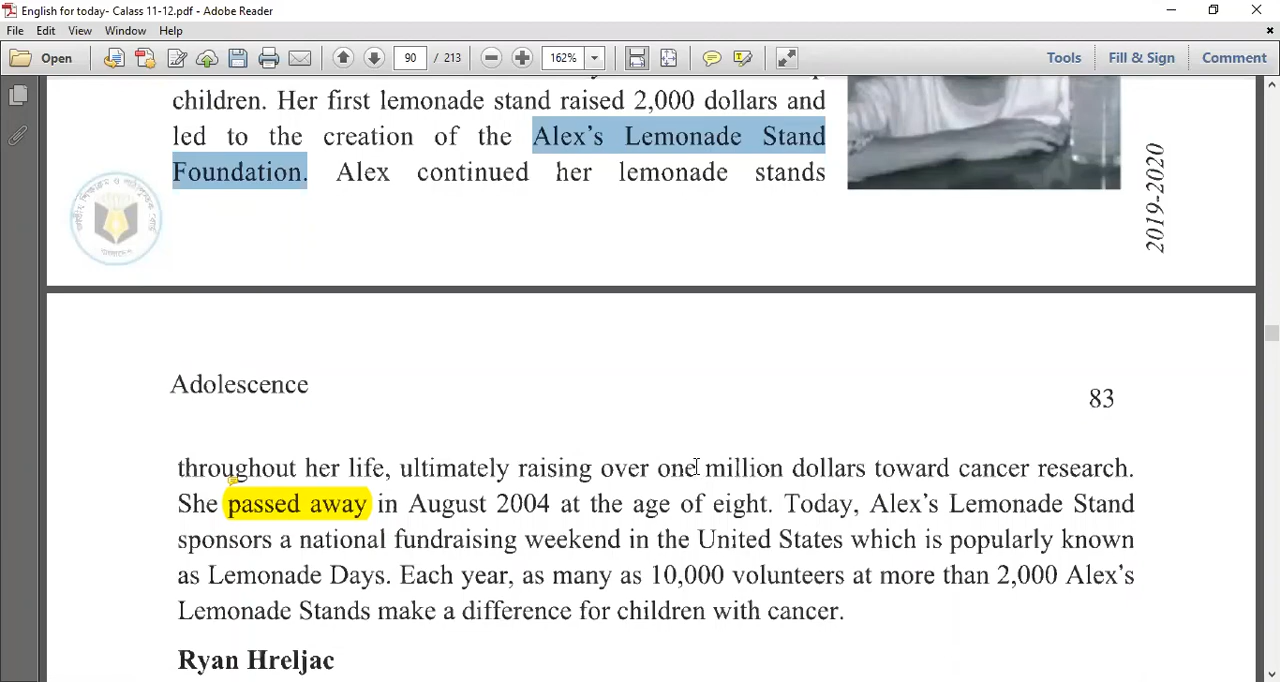 English for today- Calass 11-12.pdf - Adobe Reader
File Edit View Window Help
Open 90 / 213 162% Tools Fill & Sign Comment
children. Her first lemonade stand raised 2,000 dollars and
led to the creation of the Alex’s Lemonade Stand
Foundation. Alex continued her lemonade stands
2019-2020
Adolescence
83
throughout her life, ultimately raising over one million dollars toward cancer research.
She passed away in August 2004 at the age of eight. Today, Alex’s Lemonade Stand
sponsors a national fundraising weekend in the United States which is popularly known
as Lemonade Days. Each year, as many as 10,000 volunteers at more than 2,000 Alex’s
Lemonade Stands make a difference for children with cancer.
Ryan Hreljac